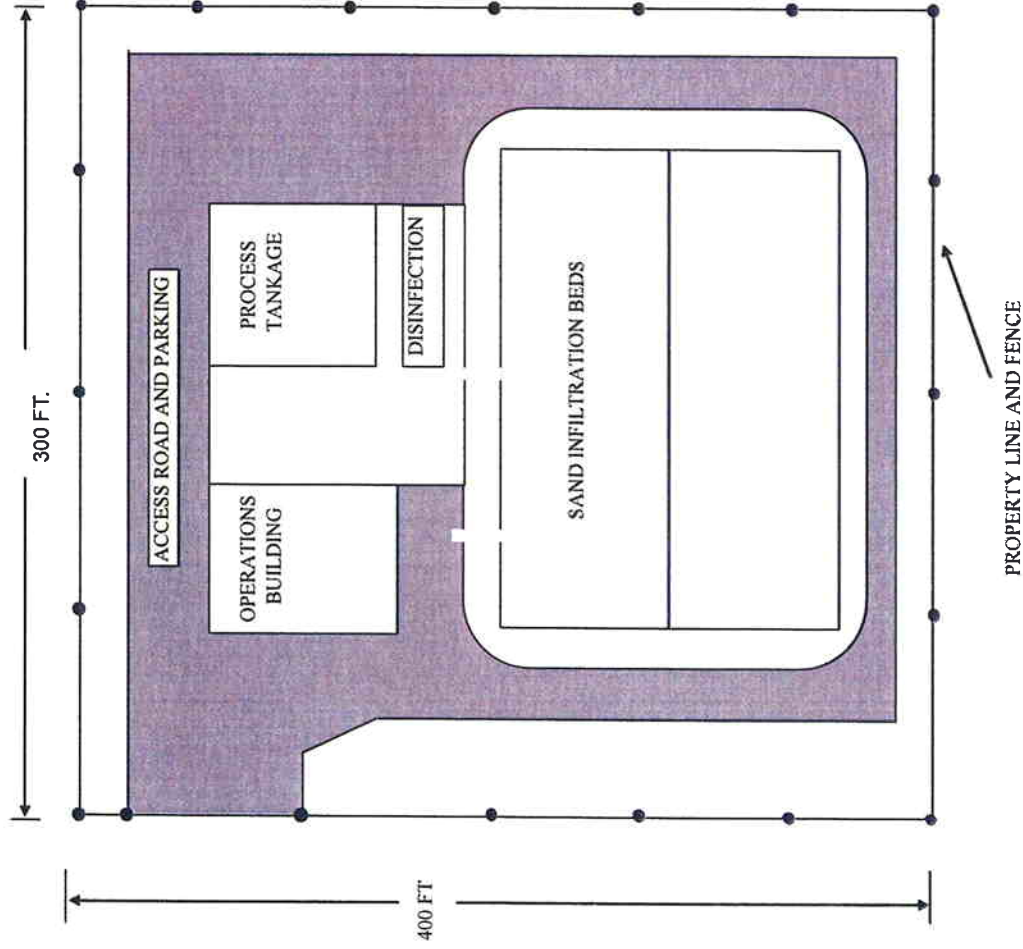 300 FT.
ACCESS ROAD AND PARKING
OPERATIONS
BUILDING
PROCESS
TANKAGE
DISINFECTION
400 FT
SAND INFILTRATION BEDS
PROPERTY LINE AND FENCE